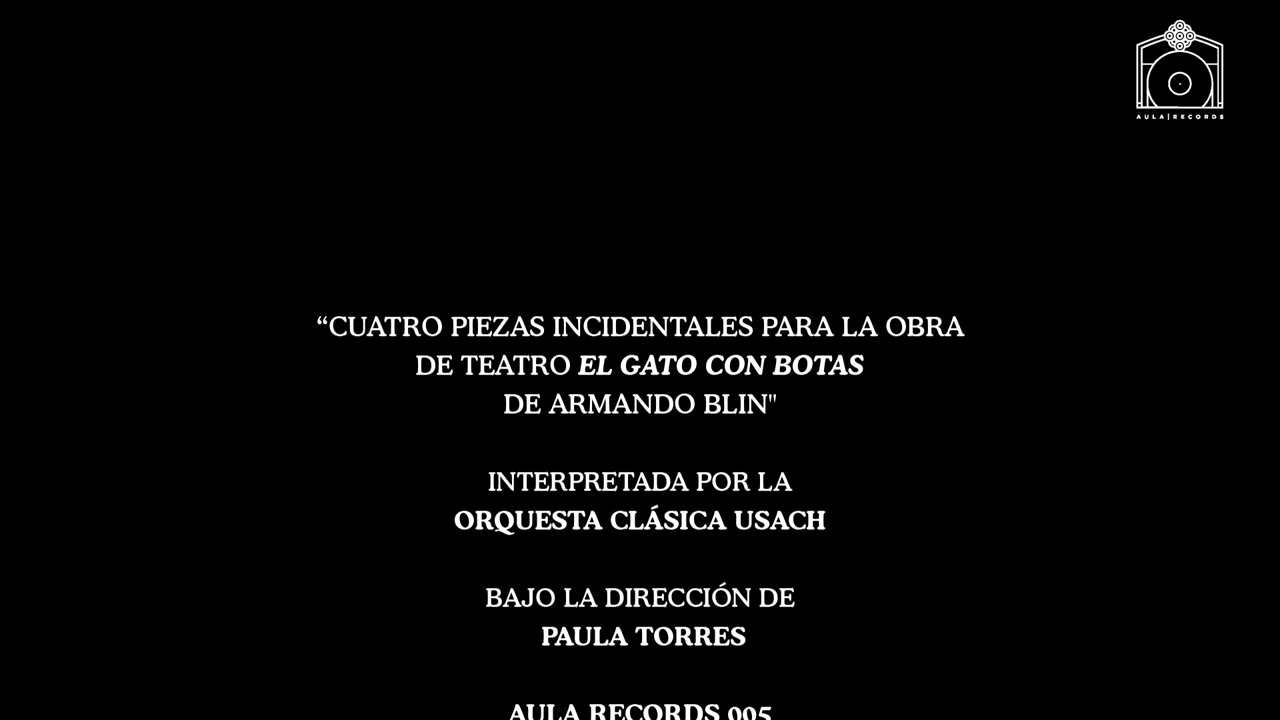 AULA|RECORDS
“CUATRO PIEZAS INCIDENTALES PARA LA OBRA
DE TEATRO EL GATO CON BOTAS
DE ARMANDO BLIN"
INTERPRETADA POR LA
ORQUESTA CLÁSICA USACH
BAJO LA DIRECCIÓN DE
PAULA TORRES
AULA RECORDS 005